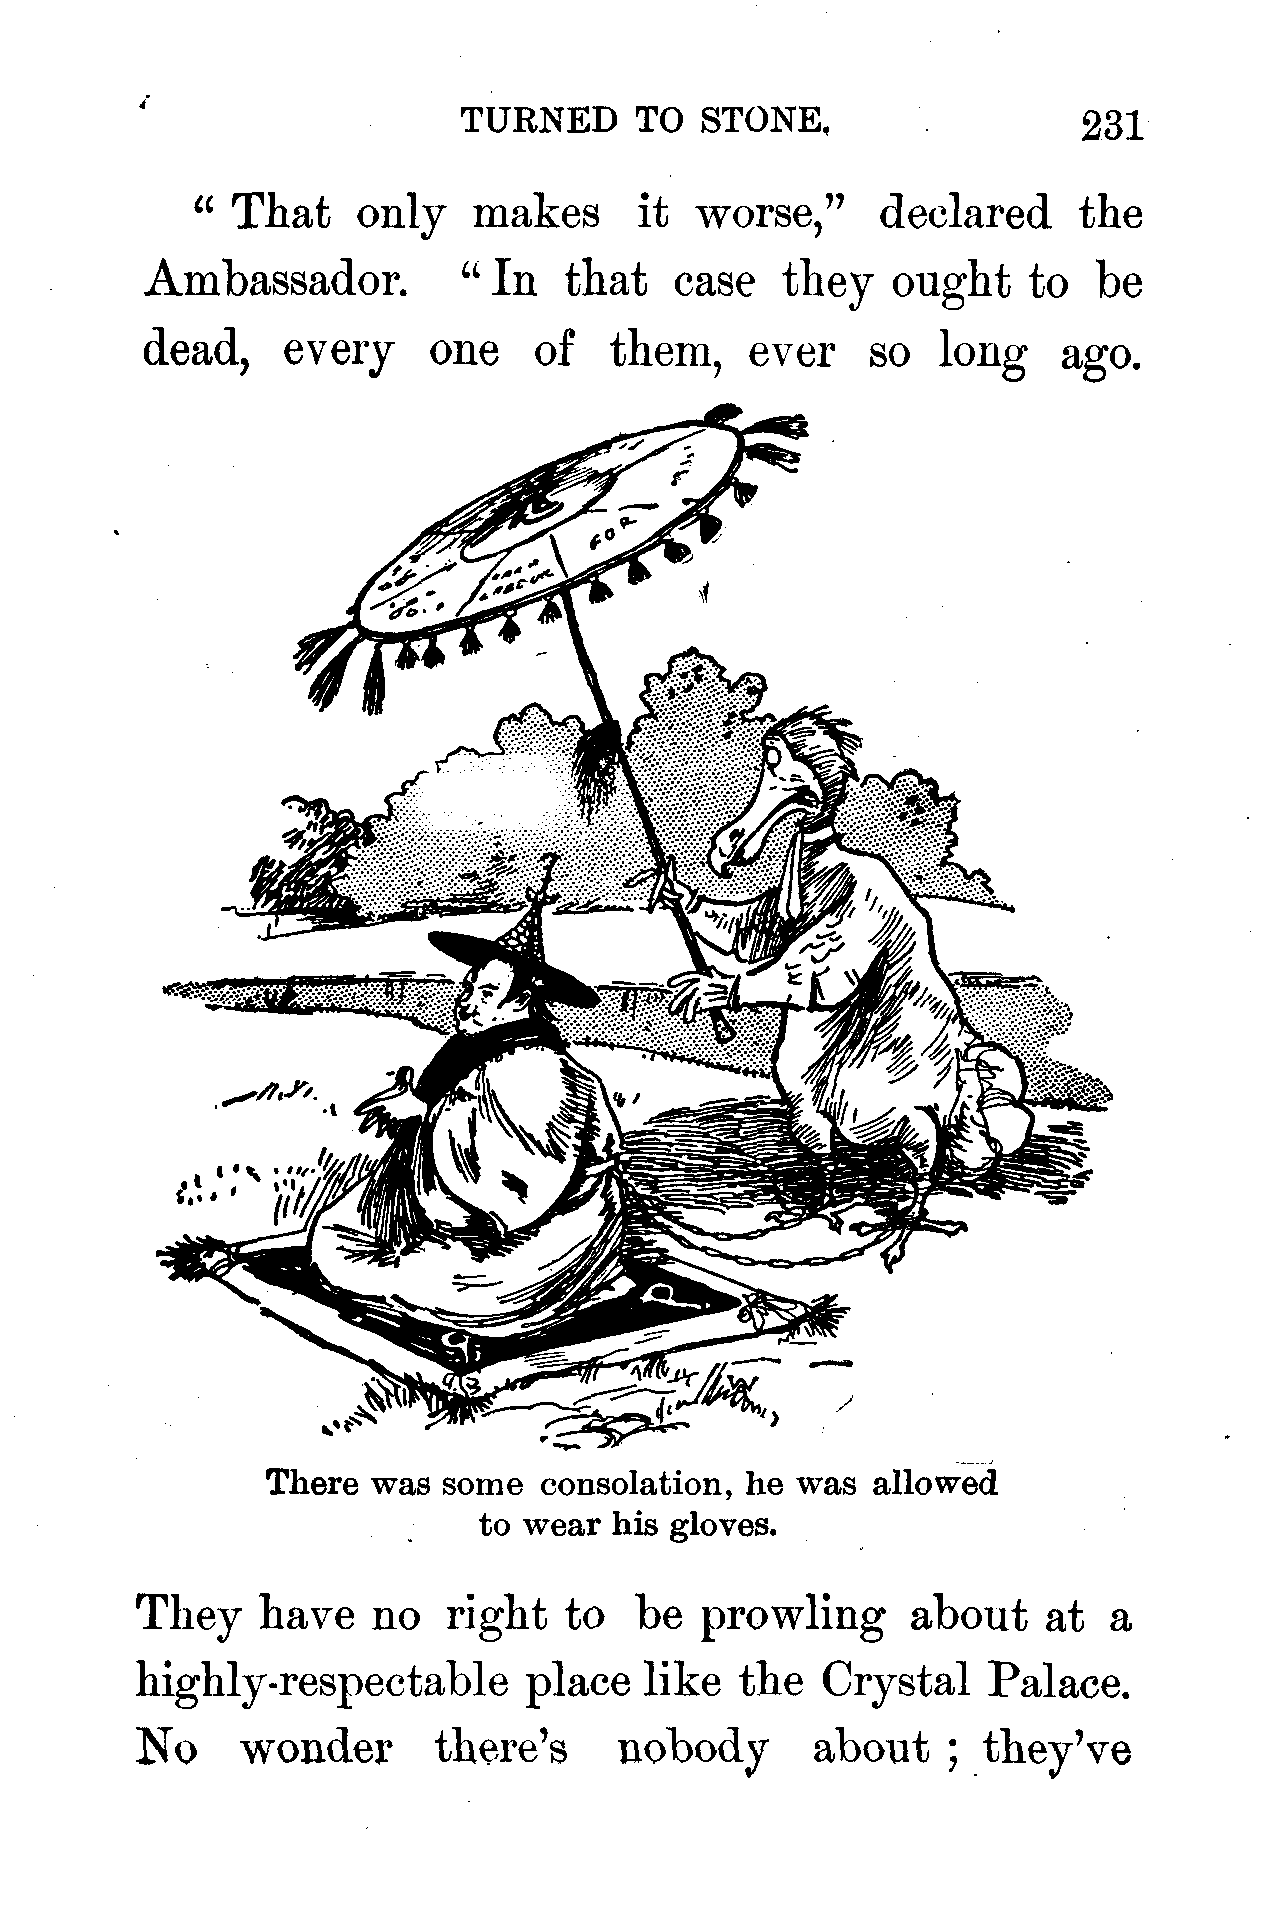 TURNED TO STONE. 231
“ That only makes it worse,” declared the
Ambassador. “ In that case they ought to be
dead, every one of them, ever so long ago.
FOR
There was some consolation, he was allowed
to wear his gloves.
They have no right to be prowling about at a
highly-respectable place like the Crystal Palace.
No wonder there’s nobody about ; they’ve